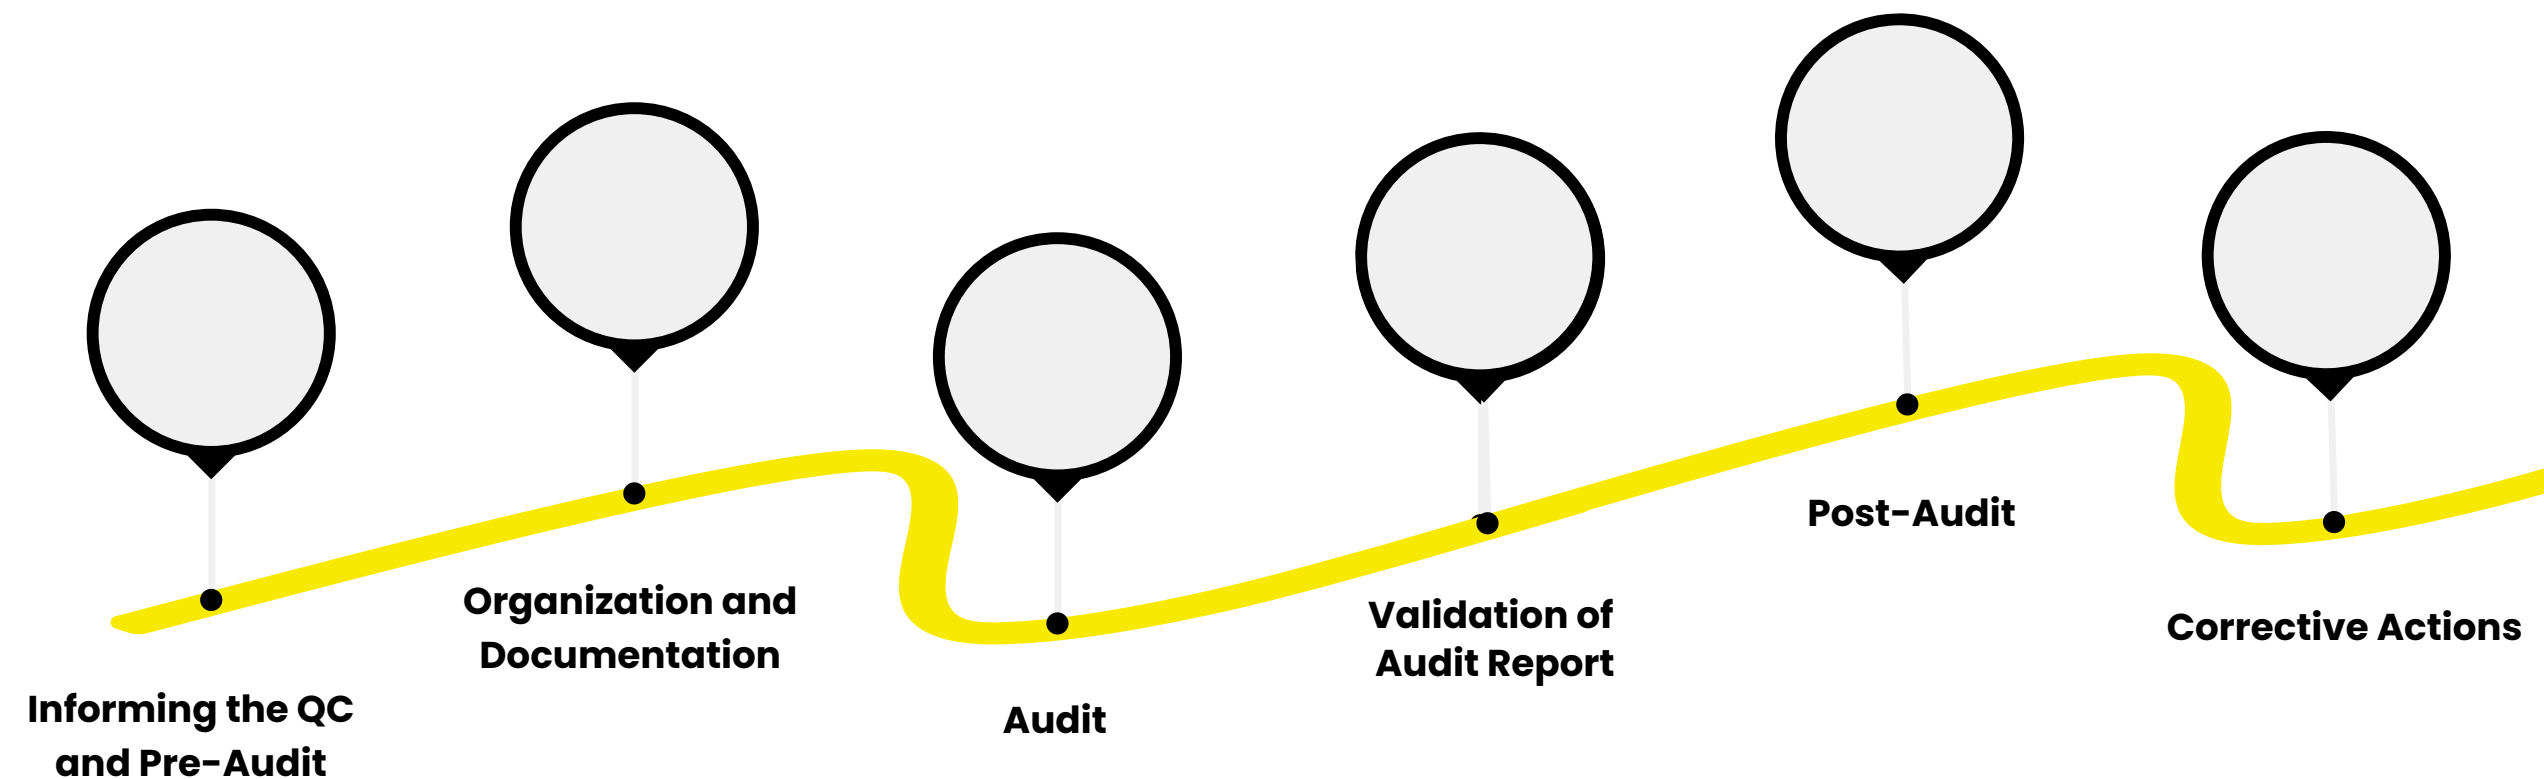 Informing the QC
and Pre-Audit
Organization and
Documentation
Audit
Validation of
Audit Report
Post-Audit
Corrective Actions